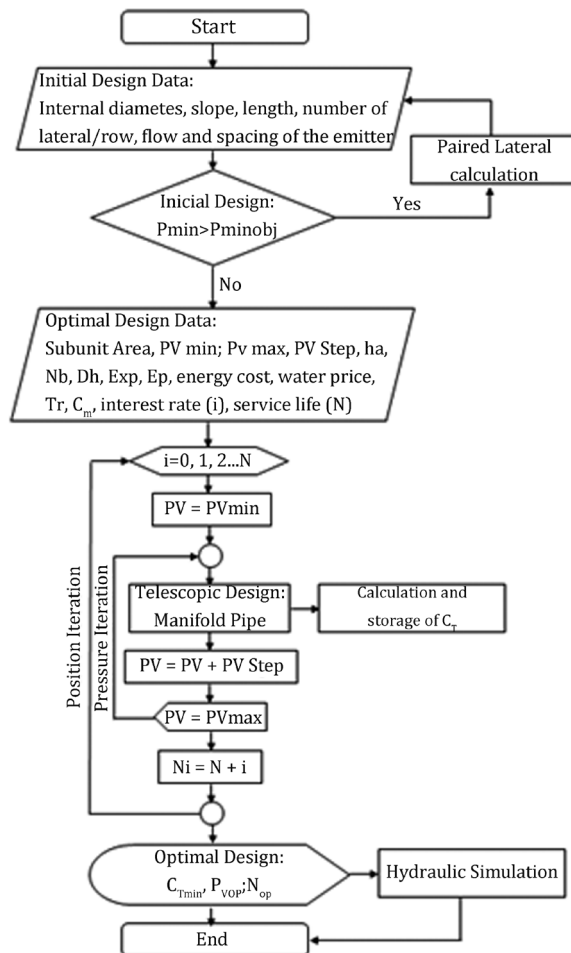 Start
Initial Design Data:
Internal diametes, slope, length, number of
lateral/row, flow and spacing of the emitter
Paired Lateral
calculation
Inicial Design:
Pmin>Pminobj
Yes
No
Optimal Design Data:
Subunit Area, PV min; Pv max, PV Step, ha,
Nb, Dh, Exp, Ep, energy cost, water price,
Tr, Cm, interest rate (i), service life (N)
i=0, 1, 2...N
PV = PVmin
Position Iteration
Pressure Iteration
Telescopic Design:
Manifold Pipe
Calculation and
storage of CT
PV = PV + PV Step
PV = PVmax
Ni = N + i
Optimal Design:
CTmin, PVOP;Nop
Hydraulic Simulation
End